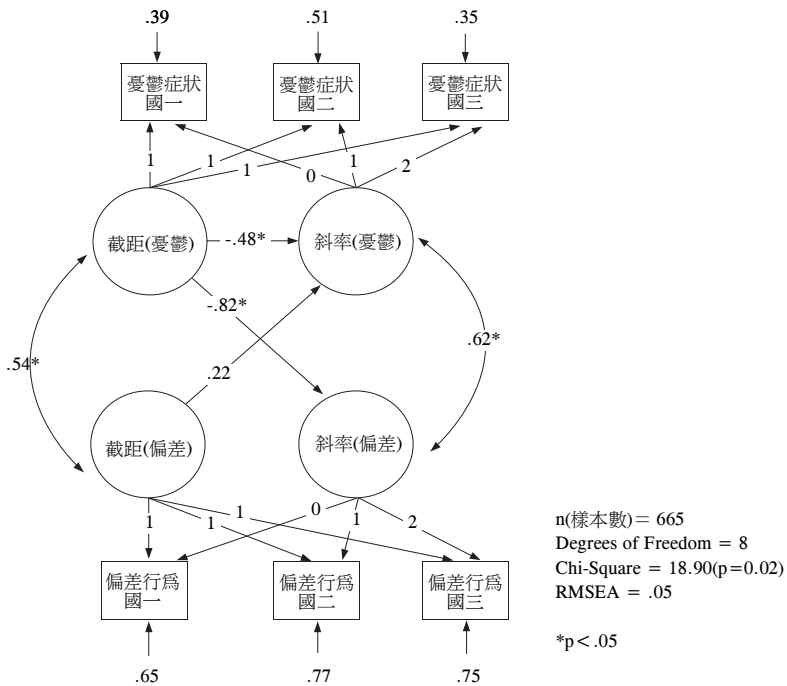 .39
.51
.35
憂鬱症狀
國一
憂鬱症狀
國二
憂鬱症狀
國三
1
1
1
0
1
2
截距(憂鬱)
-.48*
斜率(憂鬱)
-.82*
.54*
.62*
.22
截距(偏差)
斜率(偏差)
1
1
1
0
1
2
偏差行爲
國一
偏差行爲
國二
偏差行爲
國三
.65
.77
.75
n(樣本數)＝ 665
Degrees of Freedom = 8
Chi-Square = 18.90(p=0.02)
RMSEA = .05
*p＜.05